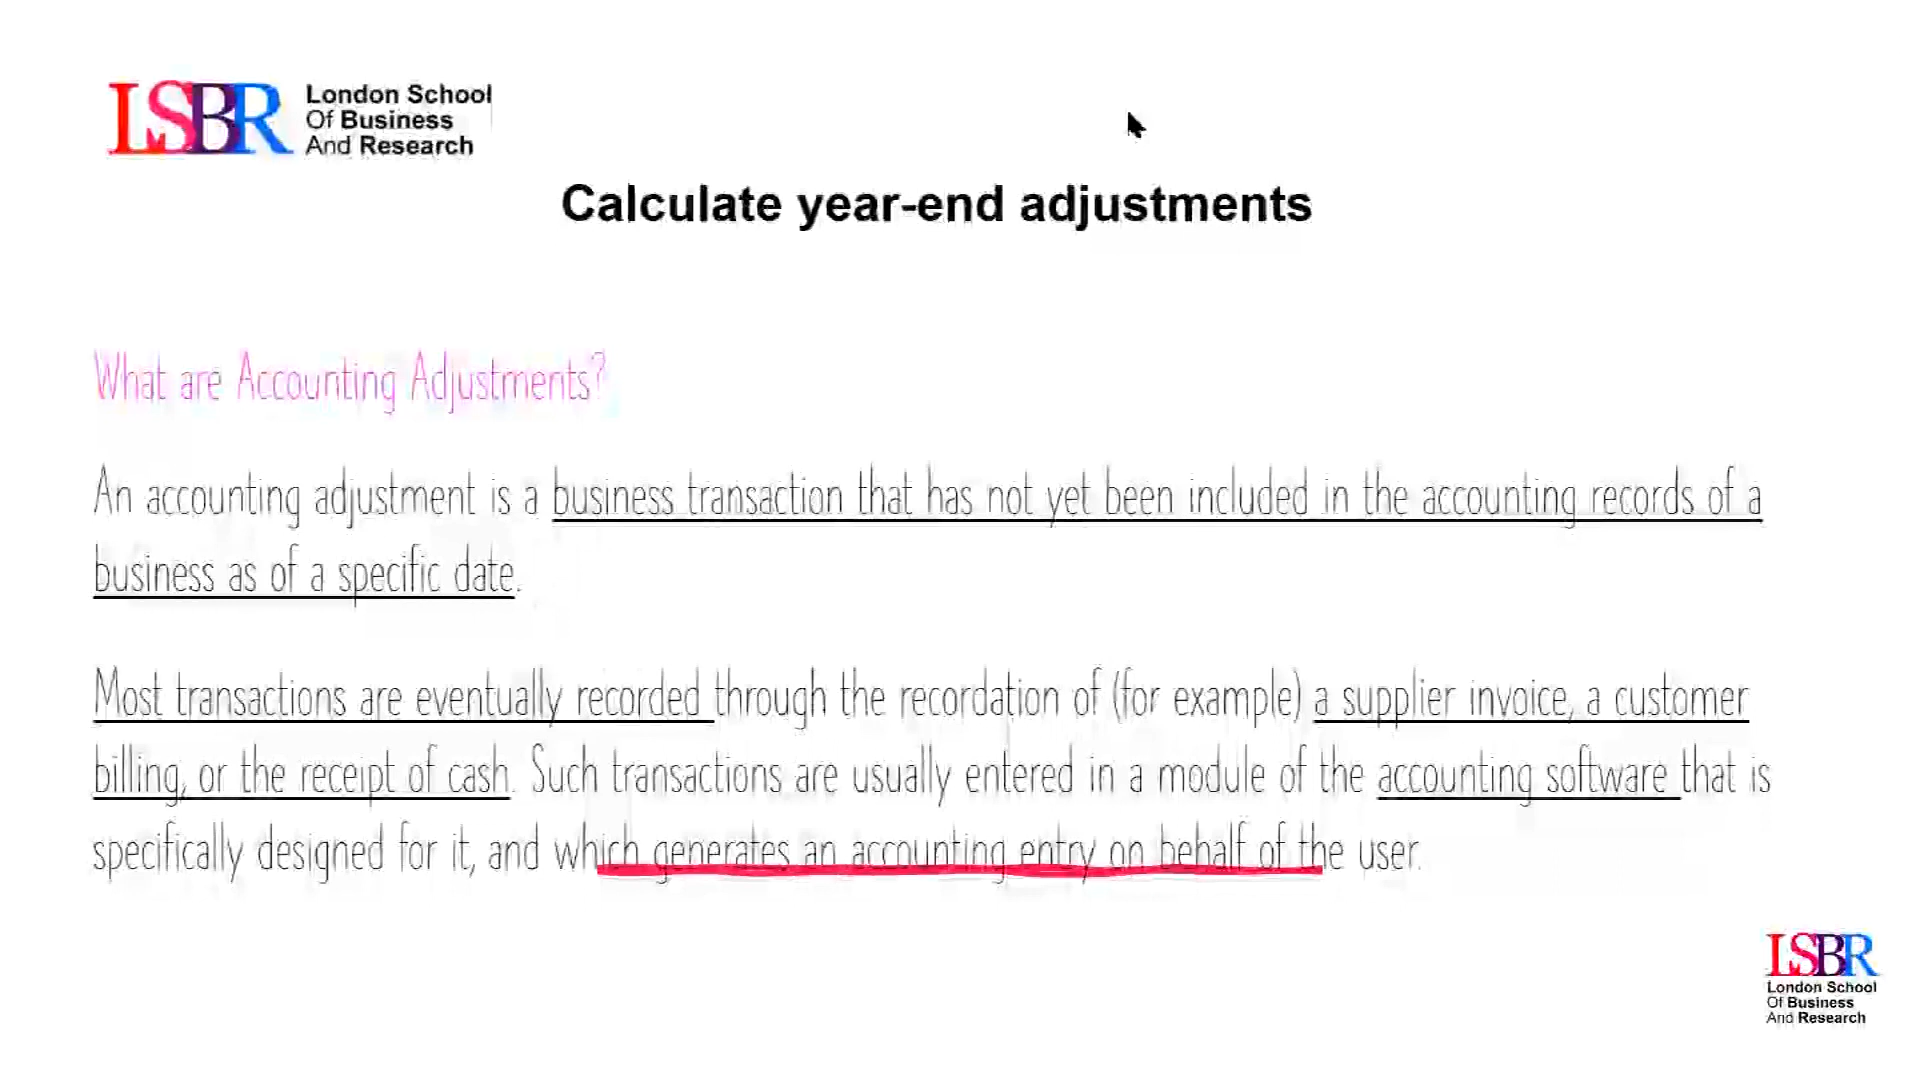 LSBR
London School
Of Business
And Research
Calculate year-end adjustments
What are Accounting Adjustments?
An accounting adjustment is a business transaction that has not yet been included in the accounting records of a
business as of a specific date.
Most transactions are eventually recorded through the recordation of (for example) a supplier invoice, a customer
billing, or the receipt of cash. Such transactions are usually entered in a module of the accounting software that is
specifically designed for it, and which generates an accounting entry on behalf of the user.
LSBR
London School
Of Business
And Research